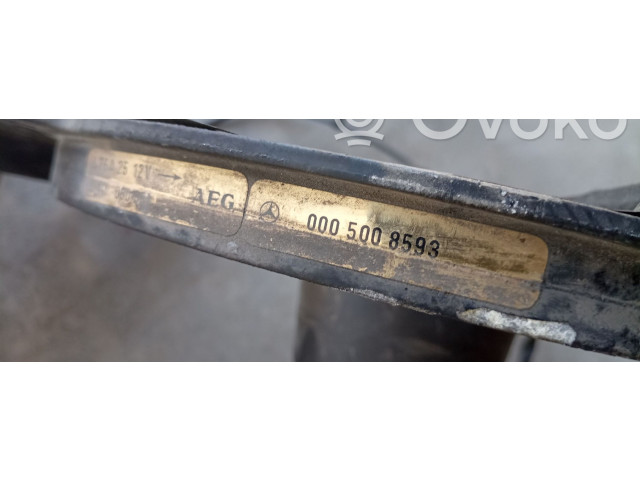 OVOKO
12V →
AEG
000 500 8593